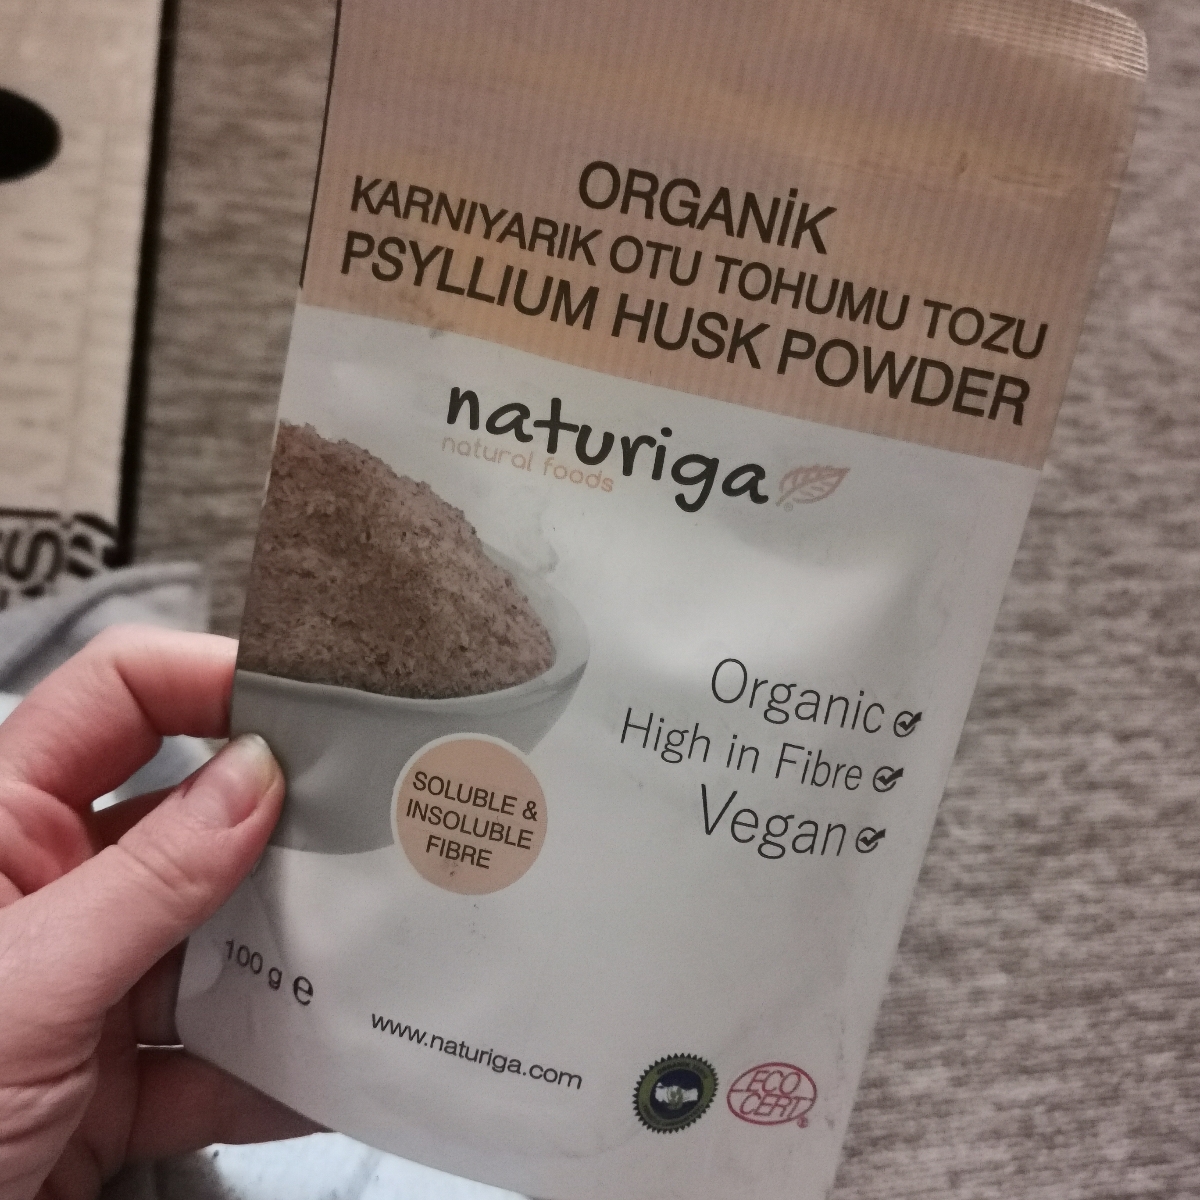 ORGANİK
KARNIYARIK OTU TOHUMU TOZU
PSYLLIUM HUSK POWDER
naturiga
natural foods
Organic
High in Fibre
Vegan
SOLUBLE &
INSOLUBLE
FIBRE
100 g e
www.naturiga.com
ECO
CERT
®